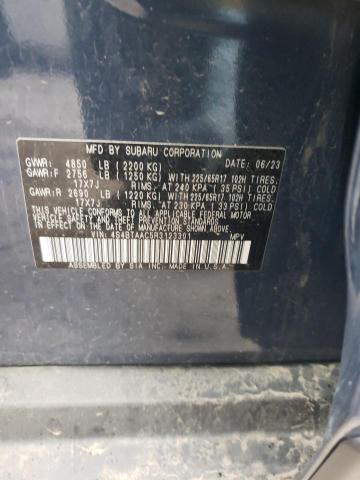 MFD BY SUBARU CORPORATION
GVWR: 4850 LB (2200 KG) DATE: 06/23
GAWR:F 2756 LB (1250 KG) WITH 225/65R17 102H TIRES.
17X7J RIMS. AT 240 KPA (35 PSI) COLD
GAWR:R 2690 LB (1220 KG) WITH 225/65R17 102H TIRES.
17X7J RIMS. AT 230 KPA (33 PSI) COLD
THIS VEHICLE CONFORMS TO ALL APPLICABLE FEDERAL MOTOR VEHICLE
SAFETY, BUMPER, AND THEFT PREVENTION STANDARDS IN
EFFECT ON THE DATE OF MANUFACTURE SHOWN ABOVE.
VIN: 4S4BTAAC5R3123301 MPV
ASSEMBLED BY SIA, INC. MADE IN U.S.A.